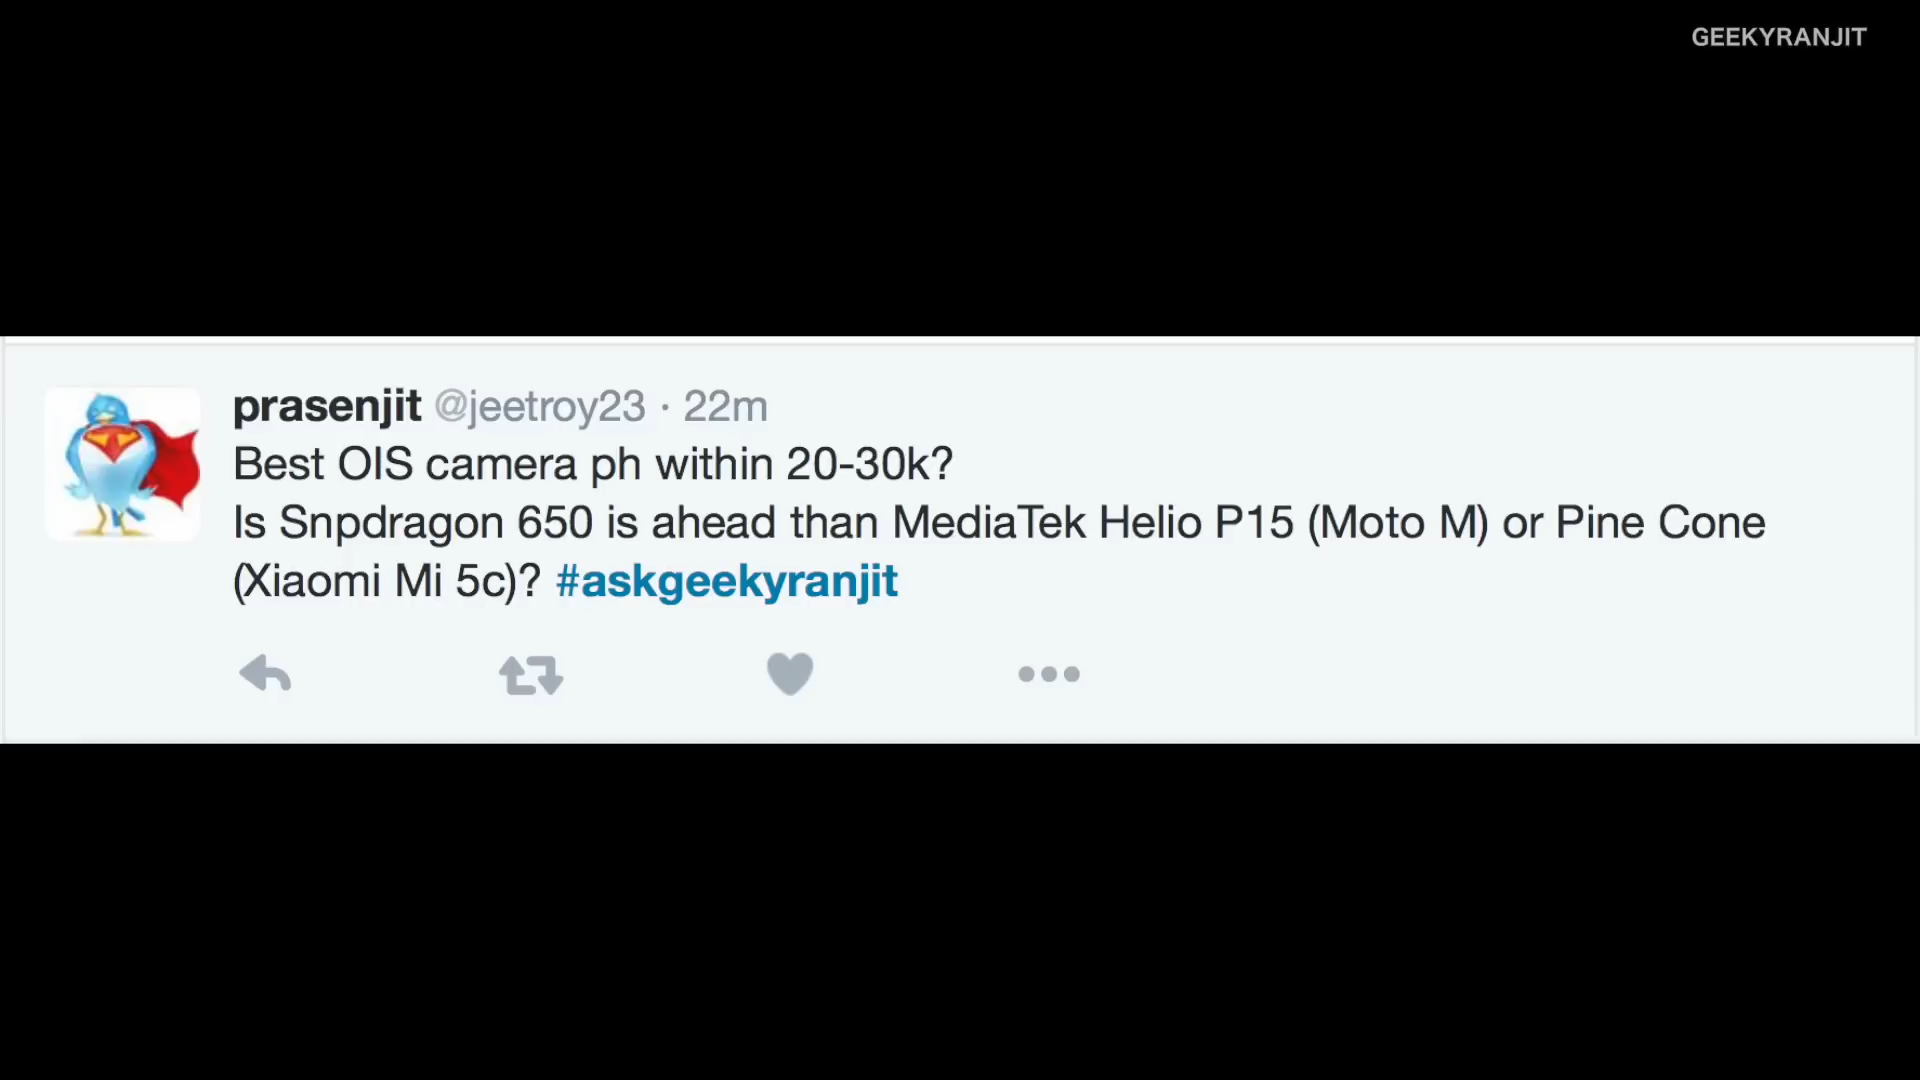 GEEKYRANJIT
prasenjit @jeetroy23 · 22m
Best OIS camera ph within 20-30k?
Is Snpdragon 650 is ahead than MediaTek Helio P15 (Moto M) or Pine Cone
(Xiaomi Mi 5c)? #askgeekyranjit